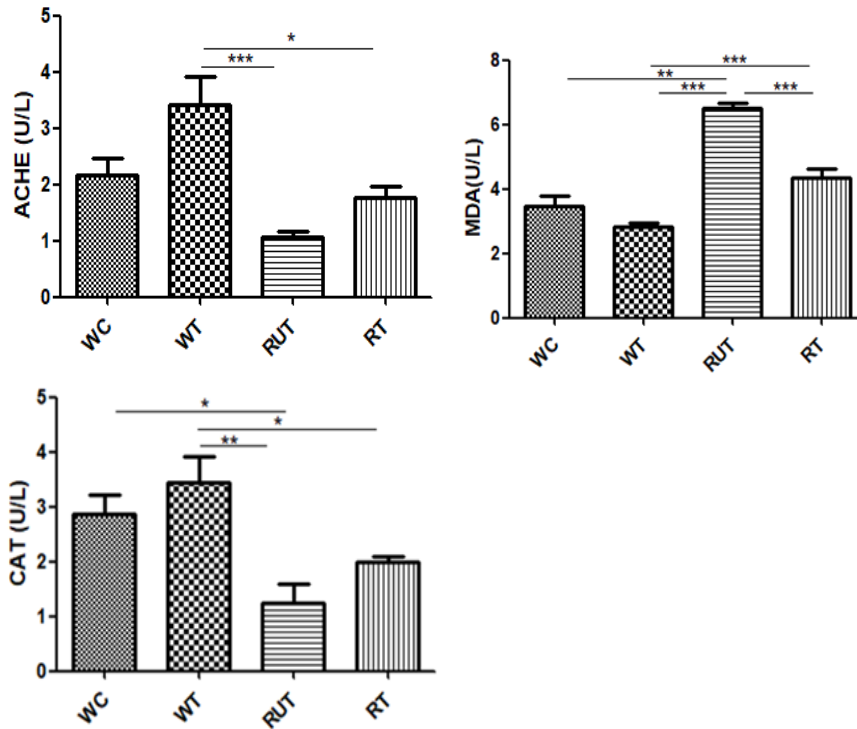 ACHE (U/L)
5
4
3
2
1
0
*
***
WC
WT
RUT
RT
MDA(U/L)
8
6
4
2
0
***
**
***
***
WC
WT
RUT
RT
CAT (U/L)
5
4
3
2
1
0
*
*
**
WC
WT
RUT
RT